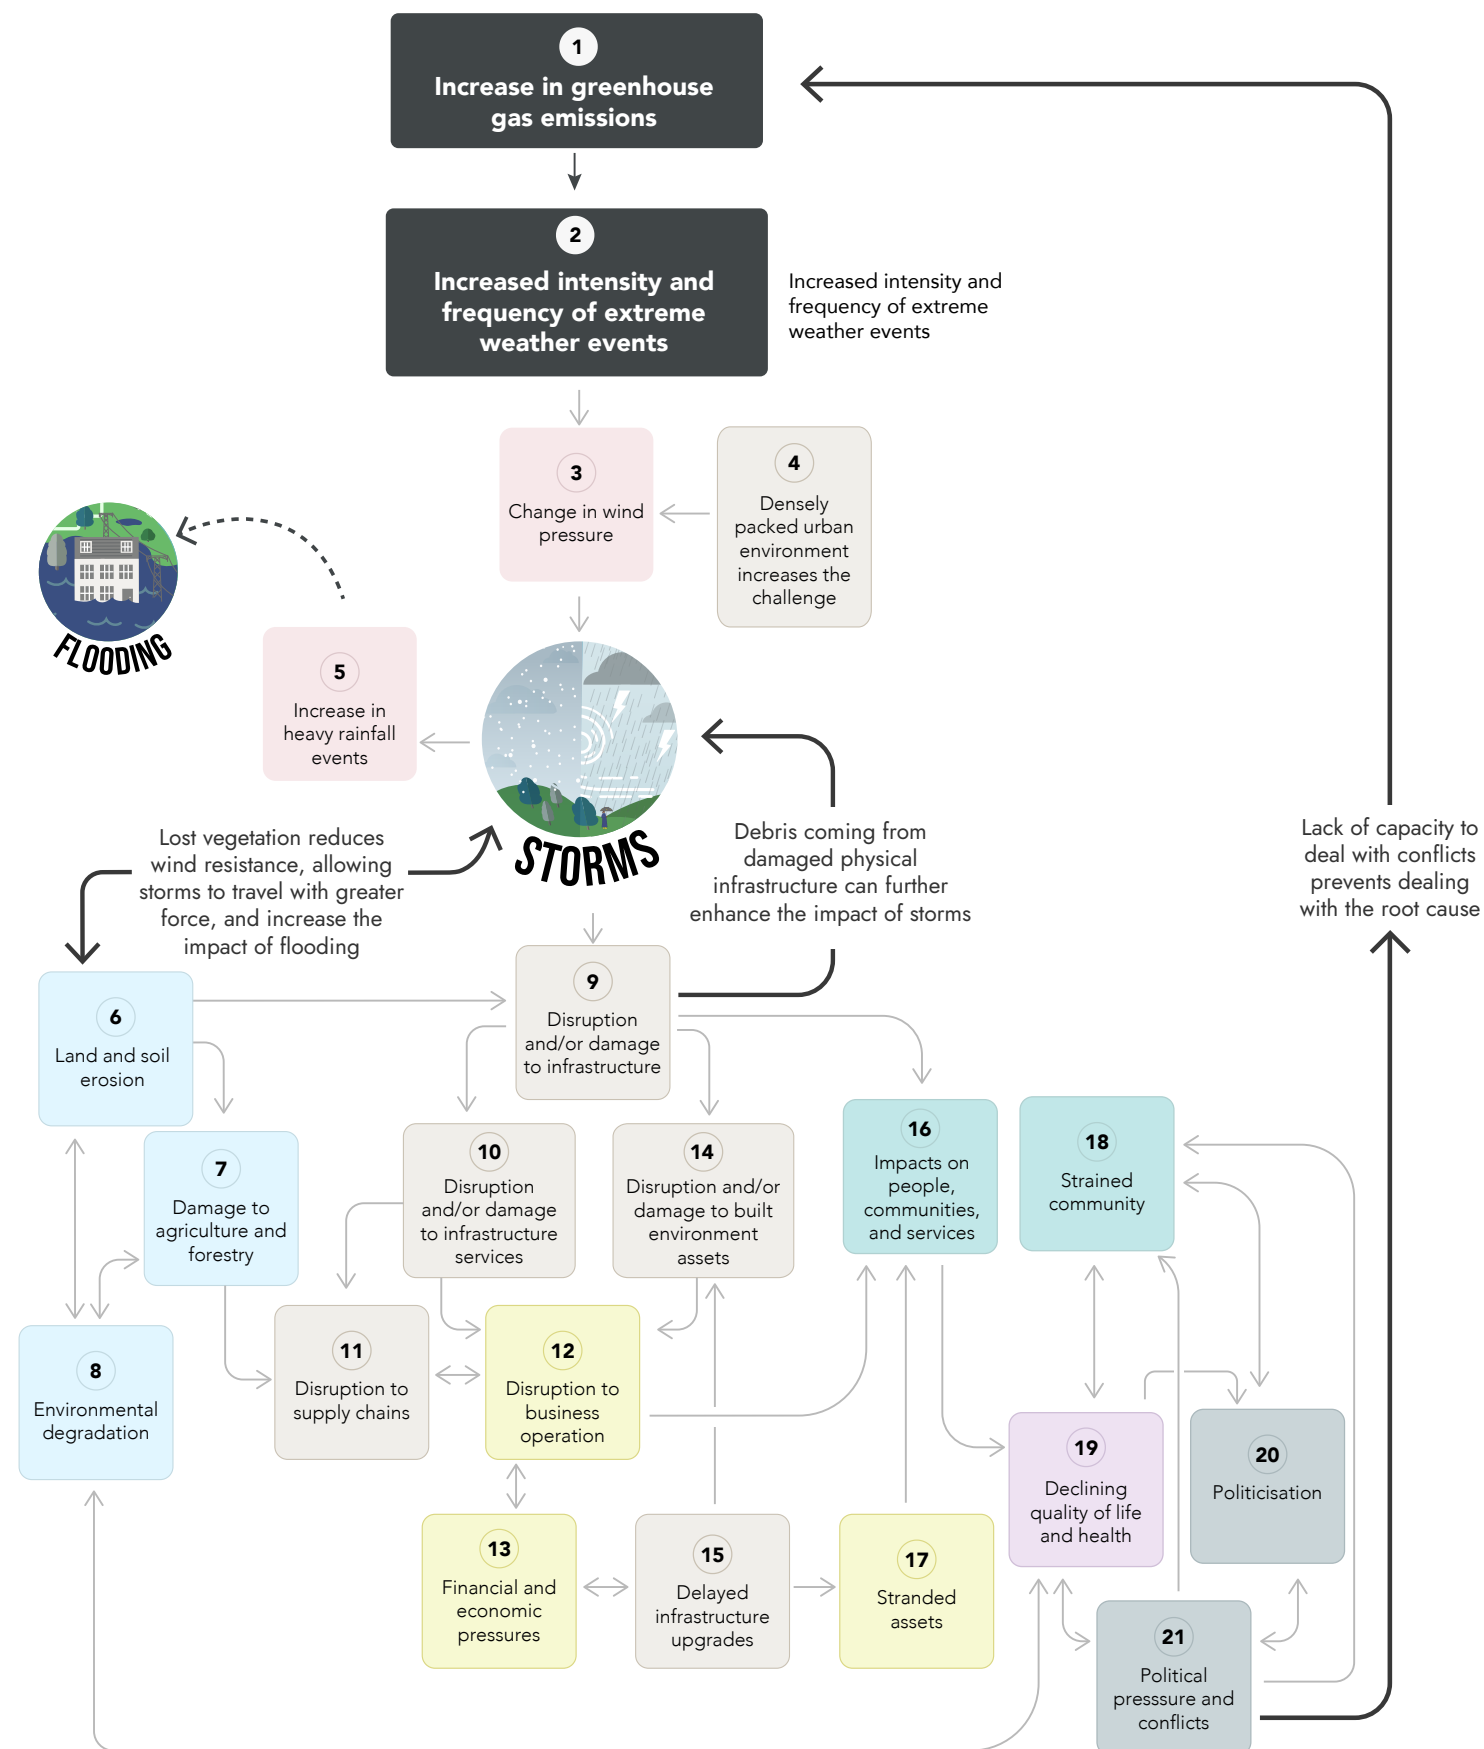 1
Increase in greenhouse
gas emissions
2
Increased intensity and
frequency of extreme
weather events
Increased intensity and
frequency of extreme
weather events
3
Change in wind
pressure
4
Densely
packed urban
environment
increases the
challenge
FLOODING
5
Increase in
heavy rainfall
events
STORMS
Lost vegetation reduces
wind resistance, allowing
storms to travel with greater
force, and increase the
impact of flooding
Debris coming from
damaged physical
infrastructure can further
enhance the impact of storms
Lack of capacity to
deal with conflicts
prevents dealing
with the root cause
6
Land and soil
erosion
9
Disruption
and/or damage
to infrastructure
7
Damage to
agriculture and
forestry
10
Disruption
and/or damage
to infrastructure
services
14
Disruption and/or
damage to built
environment
assets
16
Impacts on
people,
communities,
and services
18
Strained
community
8
Environmental
degradation
11
Disruption to
supply chains
12
Disruption to
business
operation
19
Declining
quality of life
and health
20
Politicisation
13
Financial and
economic
pressures
15
Delayed
infrastructure
upgrades
17
Stranded
assets
21
Political
presssure and
conflicts